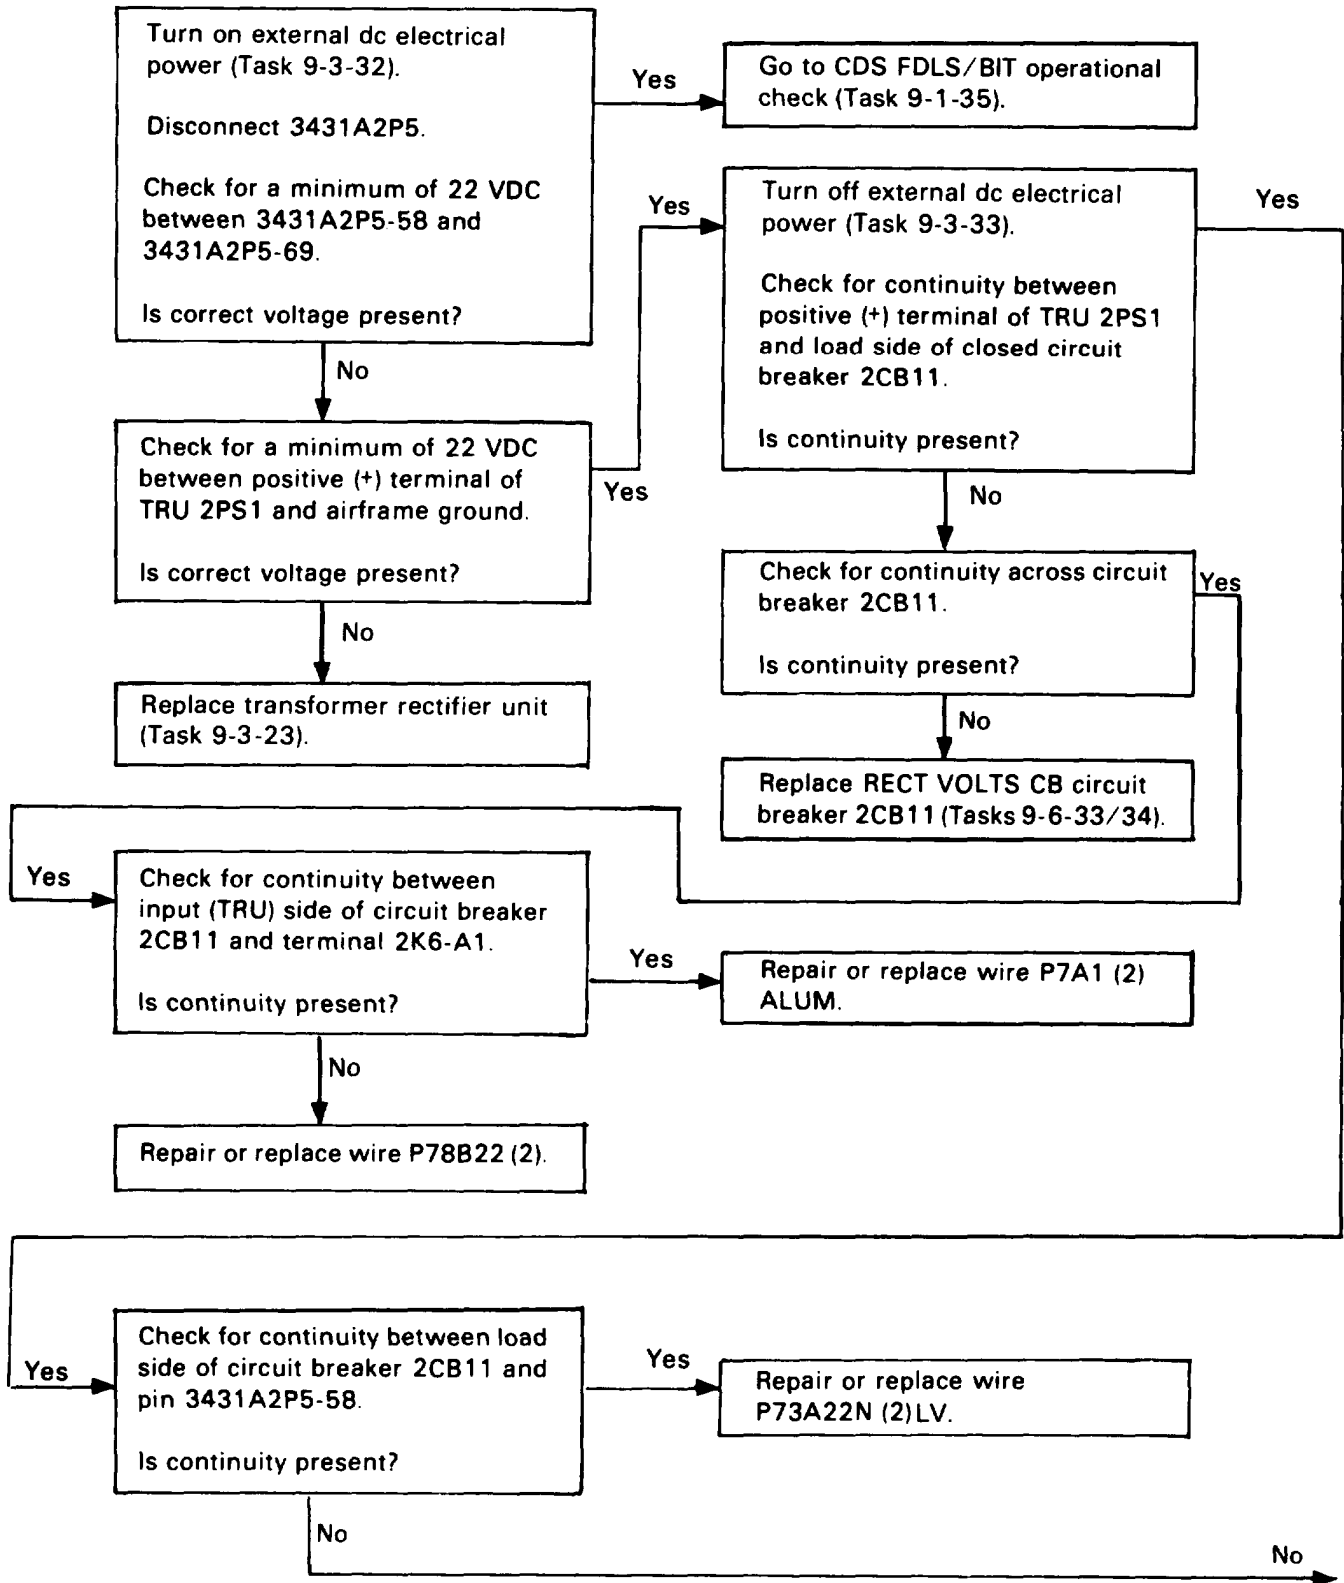 Turn on external dc electrical
power (Task 9-3-32).
Disconnect 3431A2P5.
Check for a minimum of 22 VDC
between 3431A2P5-58 and
3431A2P5-69.
Is correct voltage present?
Yes
Go to CDS FDLS/BIT operational
check (Task 9-1-35).
No
Check for a minimum of 22 VDC
between positive (+) terminal of
TRU 2PS1 and airframe ground.
Is correct voltage present?
Yes
Yes
Turn off external dc electrical
power (Task 9-3-33).
Check for continuity between
positive (+) terminal of TRU 2PS1
and load side of closed circuit
breaker 2CB11.
Is continuity present?
Yes
No
Replace transformer rectifier unit
(Task 9-3-23).
No
Check for continuity across circuit
breaker 2CB11.
Is continuity present?
Yes
No
Replace RECT VOLTS CB circuit
breaker 2CB11 (Tasks 9-6-33/34).
Yes
Check for continuity between
input (TRU) side of circuit breaker
2CB11 and terminal 2K6-A1.
Is continuity present?
Yes
Repair or replace wire P7A1 (2)
ALUM.
No
Repair or replace wire P78B22 (2).
Yes
Check for continuity between load
side of circuit breaker 2CB11 and
pin 3431A2P5-58.
Is continuity present?
Yes
Repair or replace wire
P73A22N (2) LV.
No
No